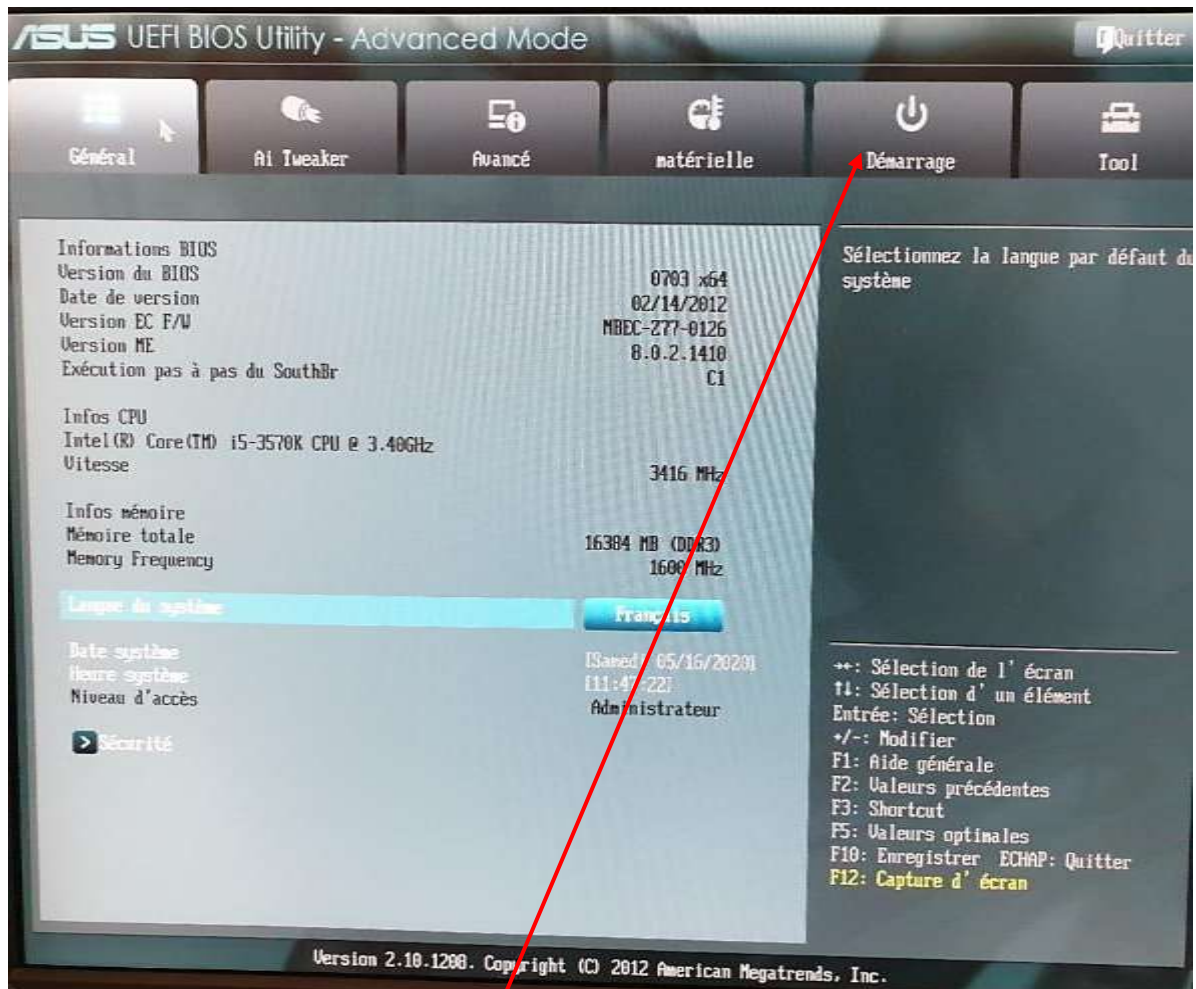 ASUS UEFI BIOS Utility - Advanced Mode
Quitter
Général
Ai Tweaker
Avancé
matérielle
Démarrage
Tool
Informations BIOS
Version du BIOS 0703 x64
Date de version 02/14/2012
Version EC F/W MBEC-Z77-0126
Version ME 8.0.2.1410
Exécution pas à pas du SouthBr C1
Infos CPU
Intel(R) Core(TM) i5-3570K CPU @ 3.40GHz
Vitesse 3416 MHz
Infos mémoire
Mémoire totale 16384 MB (DDR3)
Memory Frequency 1600 MHz
Langue du système Français
Date système [Samedi 05/16/2020]
Heure système [11:47:22]
Niveau d'accès Administrateur
> Sécurité
Sélectionnez la langue par défaut du
système
→←: Sélection de l' écran
↑↓: Sélection d' un élément
Entrée: Sélection
+/-: Modifier
F1: Aide générale
F2: Valeurs précédentes
F3: Shortcut
F5: Valeurs optimales
F10: Enregistrer ECHAP: Quitter
F12: Capture d' écran
Version 2.10.1208. Copyright (C) 2012 American Megatrends, Inc.